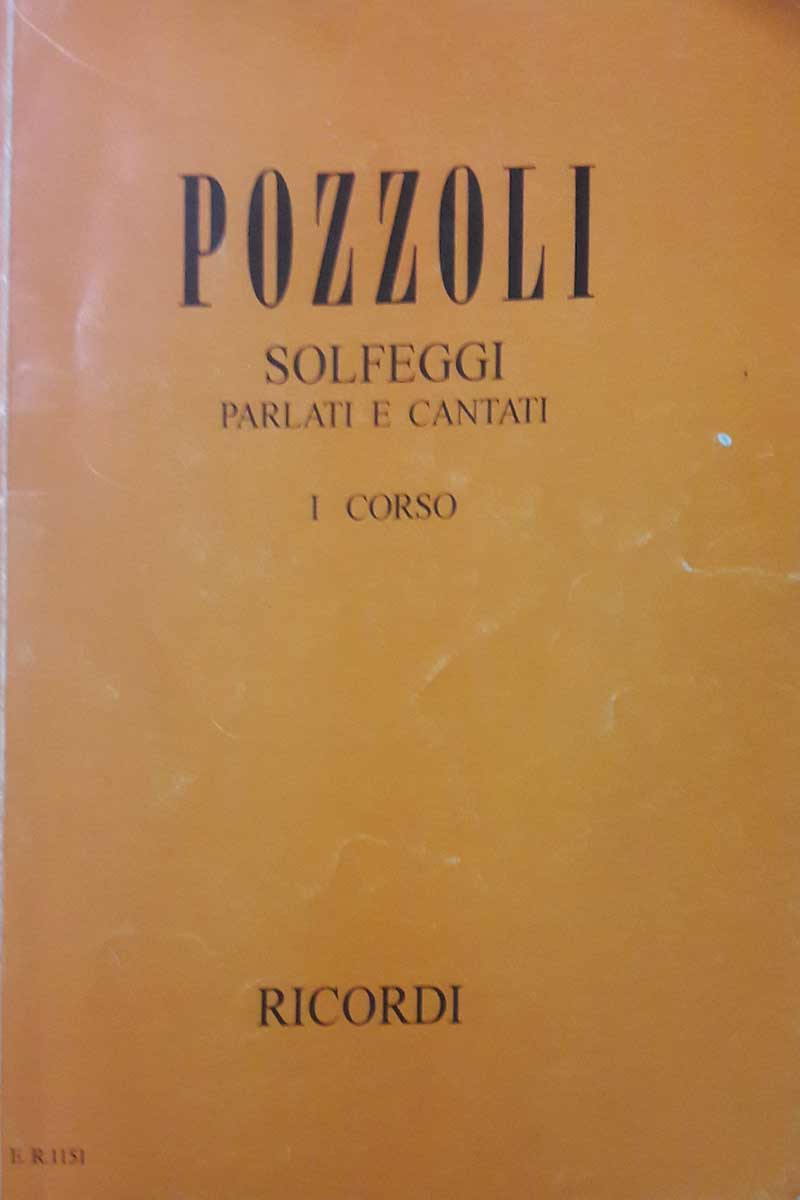 POZZOLI
SOLFEGGI
PARLATI E CANTATI
I CORSO
RICORDI
E. R. 1151